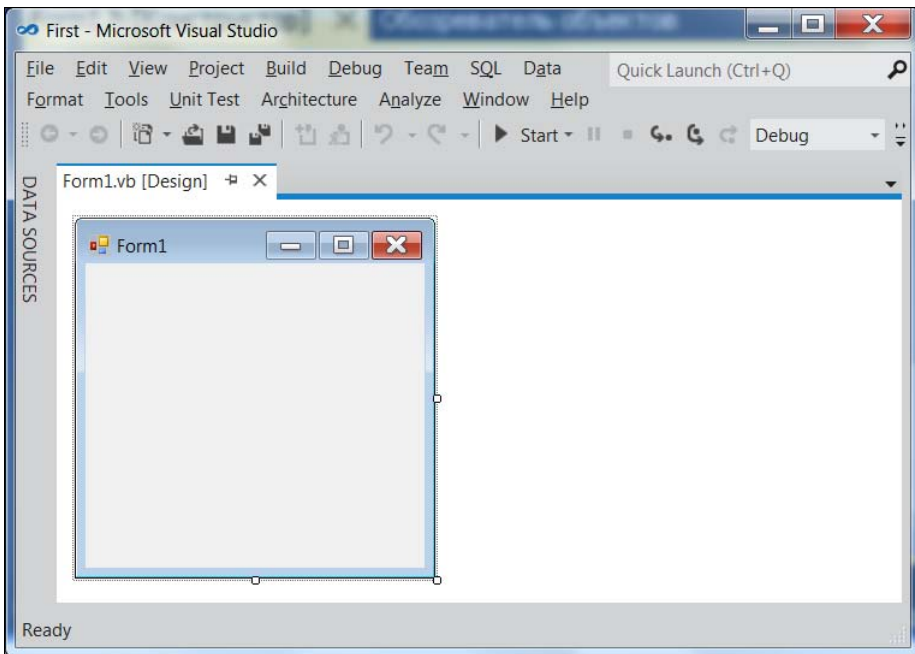 First - Microsoft Visual Studio
File Edit View Project Build Debug Team SQL Data Quick Launch (Ctrl+Q)
Format Tools Unit Test Architecture Analyze Window Help
Start Debug
Form1.vb [Design]
DATA SOURCES
Form1
Ready